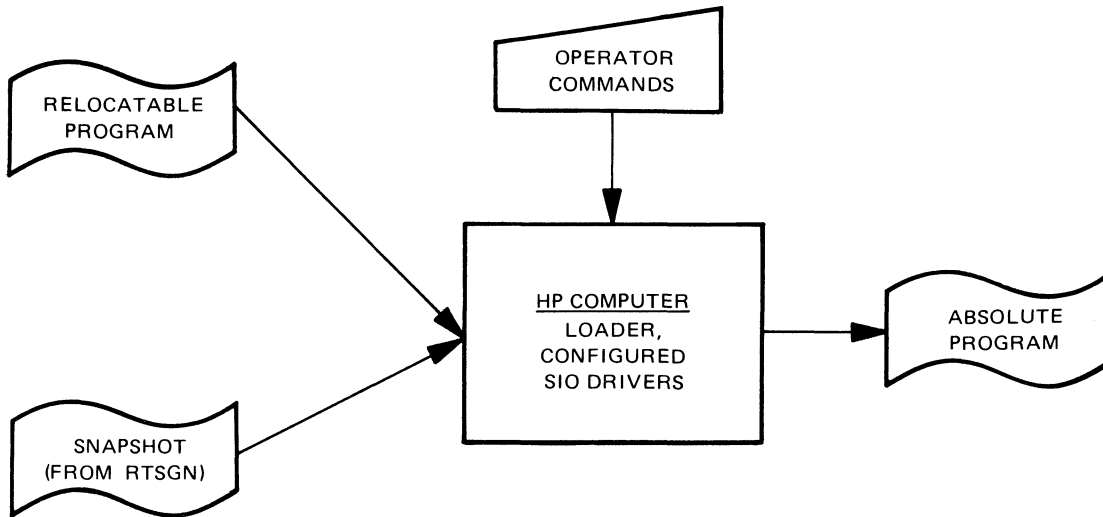 OPERATOR
COMMANDS
RELOCATABLE
PROGRAM
HP COMPUTER
LOADER,
CONFIGURED
SIO DRIVERS
ABSOLUTE
PROGRAM
SNAPSHOT
(FROM RTSGN)